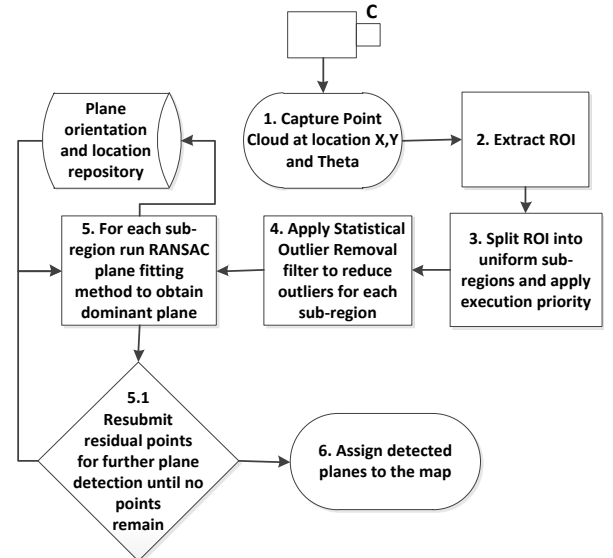 C
1. Capture Point
Cloud at location X,Y
and Theta
2. Extract ROI
3. Split ROI into
uniform sub-
regions and apply
execution priority
4. Apply Statistical
Outlier Removal
filter to reduce
outliers for each
sub-region
5. For each sub-
region run RANSAC
plane fitting
method to obtain
dominant plane
Plane
orientation
and location
repository
5.1
Resubmit
residual points
for further plane
detection until no
points
remain
6. Assign detected
planes to the map